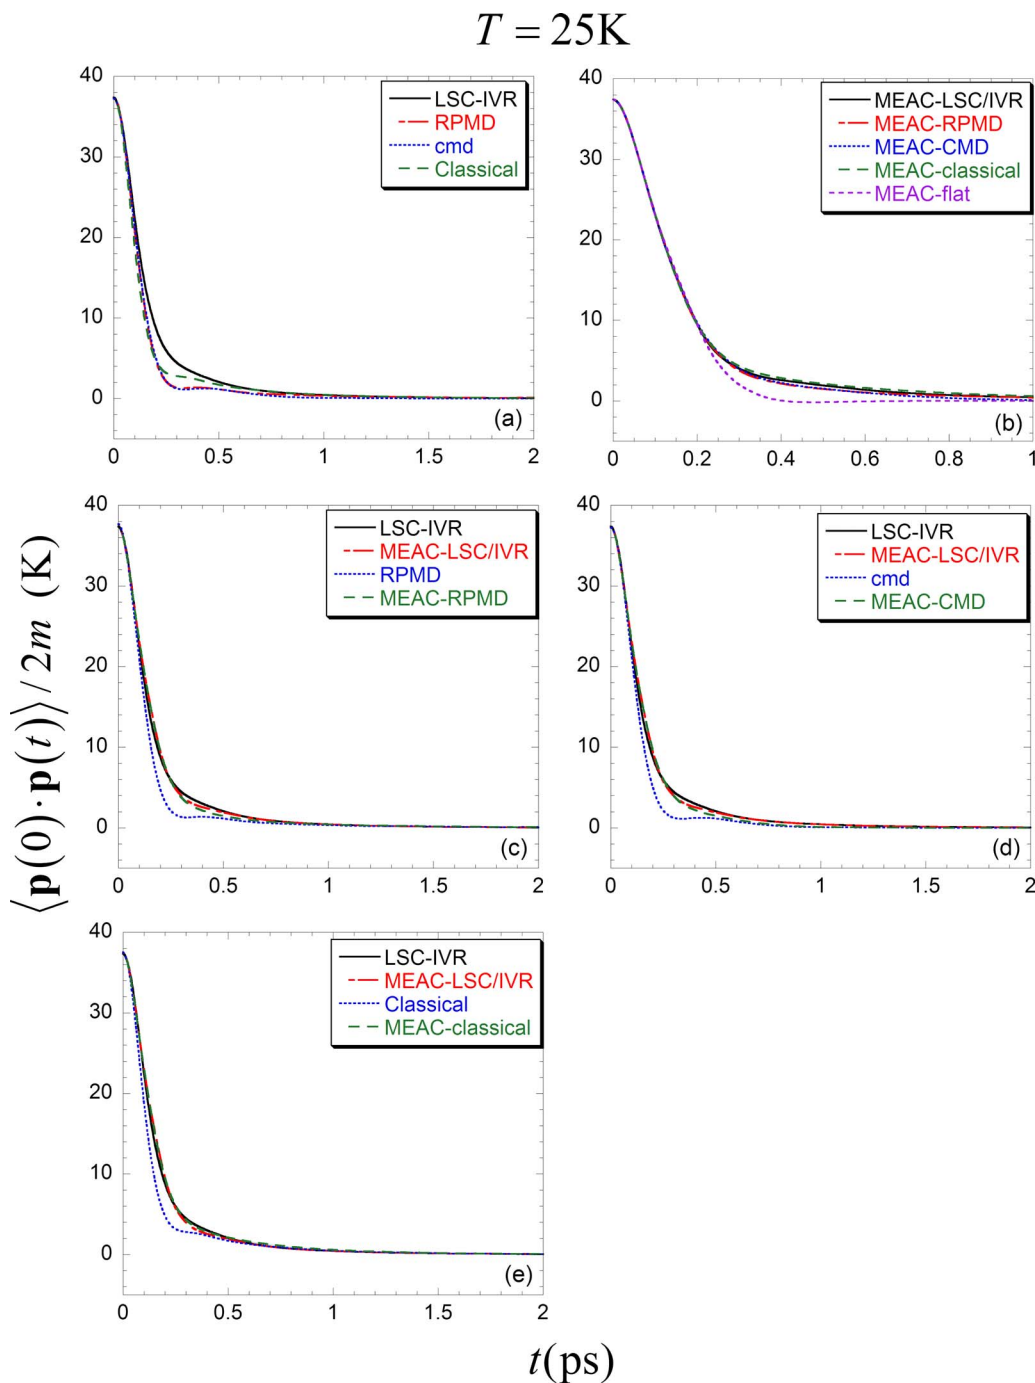 T = 25K
40
30
20
10
0
LSC-IVR
RPMD
cmd
Classical
(a)
0 0.5 1 1.5 2
40
30
20
10
0
MEAC-LSC/IVR
MEAC-RPMD
MEAC-CMD
MEAC-classical
MEAC-flat
(b)
0 0.2 0.4 0.6 0.8 1
⟨p(0)·p(t)⟩/2m (K)
40
30
20
10
0
LSC-IVR
MEAC-LSC/IVR
RPMD
MEAC-RPMD
(c)
0 0.5 1 1.5 2
40
30
20
10
0
LSC-IVR
MEAC-LSC/IVR
cmd
MEAC-CMD
(d)
0 0.5 1 1.5 2
40
30
20
10
0
LSC-IVR
MEAC-LSC/IVR
Classical
MEAC-classical
(e)
0 0.5 1 1.5 2
t(ps)